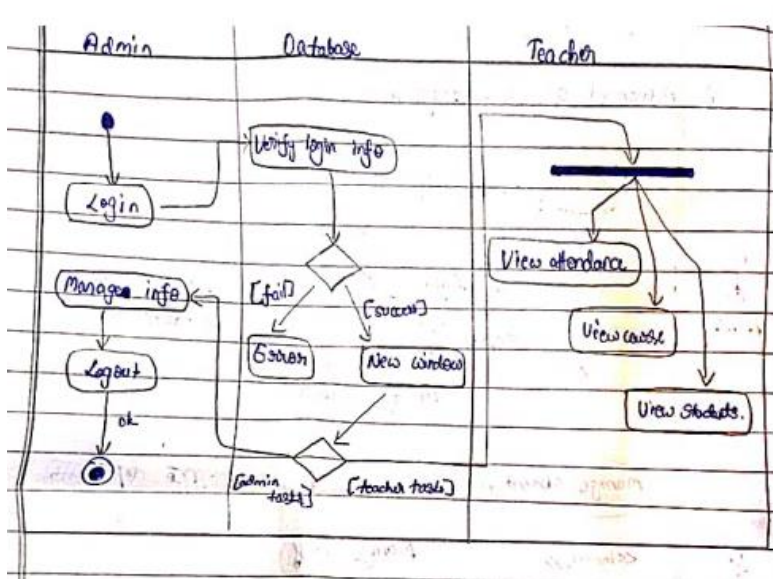 Admin Database Teacher
Verify login info
Login
View attendance
Manage info
[fail]
[success]
View course
Error
New window
Logout
View students.
ok
[admin tasks]
[teacher tasks]